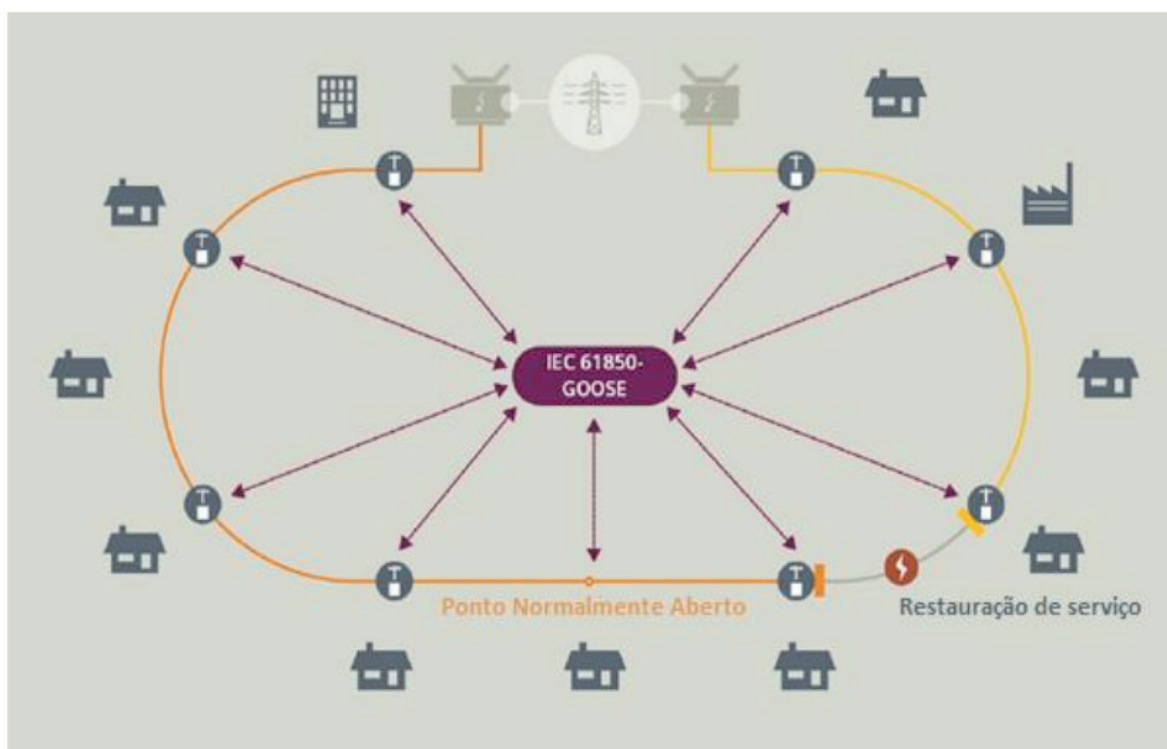 IEC 61850-
GOOSE
Ponto Normalmente Aberto
Restauração de serviço